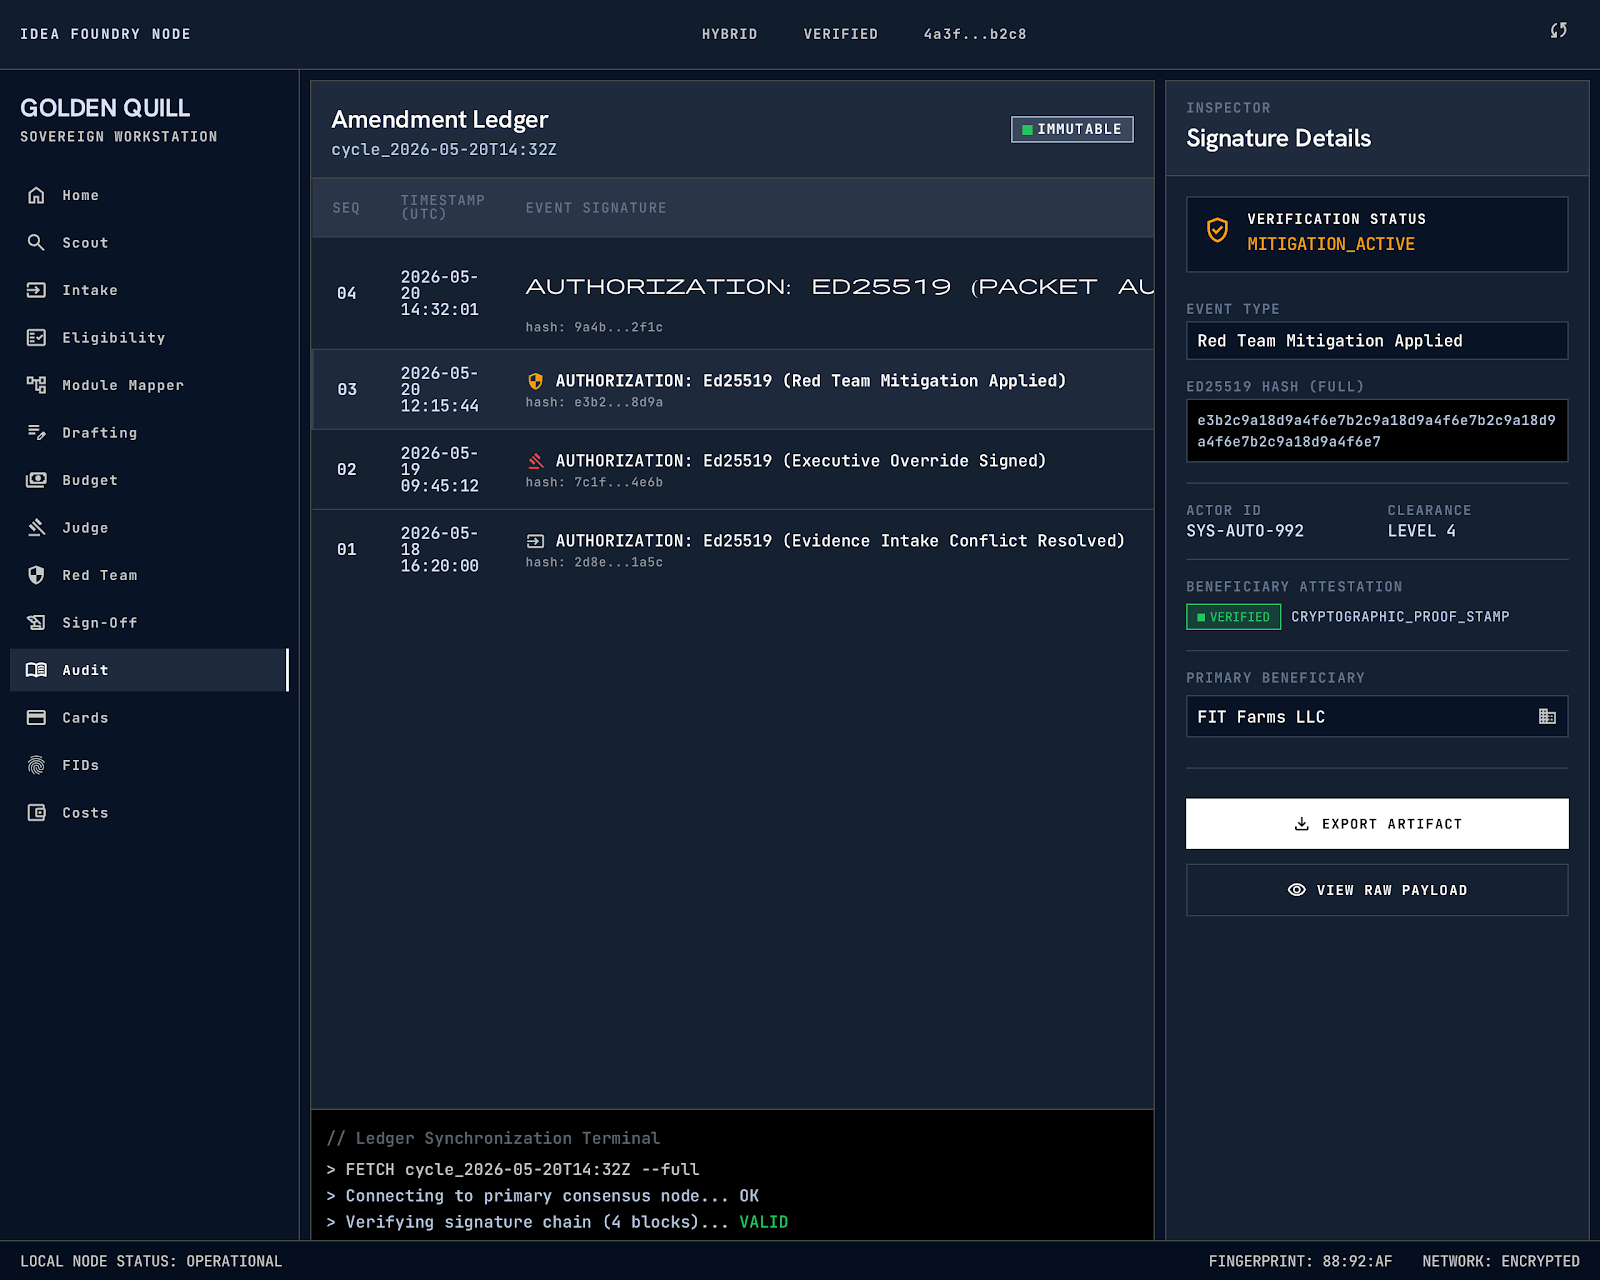 IDEA FOUNDRY NODE
HYBRID
VERIFIED
4a3f...b2c8
GOLDEN QUILL
SOVEREIGN WORKSTATION
Home
Scout
Intake
Eligibility
Module Mapper
Drafting
Budget
Judge
Red Team
Sign-Off
Audit
Cards
FIDs
Costs
Amendment Ledger
cycle_2026-05-20T14:32Z
IMMUTABLE
SEQ
TIMESTAMP
(UTC)
EVENT SIGNATURE
04
2026-05-
20
14:32:01
AUTHORIZATION: ED25519 (PACKET AU
hash: 9a4b...2f1c
03
2026-05-
20
12:15:44
AUTHORIZATION: Ed25519 (Red Team Mitigation Applied)
hash: e3b2...8d9a
02
2026-05-
19
09:45:12
AUTHORIZATION: Ed25519 (Executive Override Signed)
hash: 7c1f...4e6b
01
2026-05-
18
16:20:00
AUTHORIZATION: Ed25519 (Evidence Intake Conflict Resolved)
hash: 2d8e...1a5c
// Ledger Synchronization Terminal
> FETCH cycle_2026-05-20T14:32Z --full
> Connecting to primary consensus node... OK
> Verifying signature chain (4 blocks)... VALID
INSPECTOR
Signature Details
VERIFICATION STATUS
MITIGATION_ACTIVE
EVENT TYPE
Red Team Mitigation Applied
ED25519 HASH (FULL)
e3b2c9a18d9a4f6e7b2c9a18d9a4f6e7b2c9a18d9
a4f6e7b2c9a18d9a4f6e7
ACTOR ID
SYS-AUTO-992
CLEARANCE
LEVEL 4
BENEFICIARY ATTESTATION
VERIFIED
CRYPTOGRAPHIC_PROOF_STAMP
PRIMARY BENEFICIARY
FIT Farms LLC
EXPORT ARTIFACT
VIEW RAW PAYLOAD
LOCAL NODE STATUS: OPERATIONAL
FINGERPRINT: 88:92:AF
NETWORK: ENCRYPTED